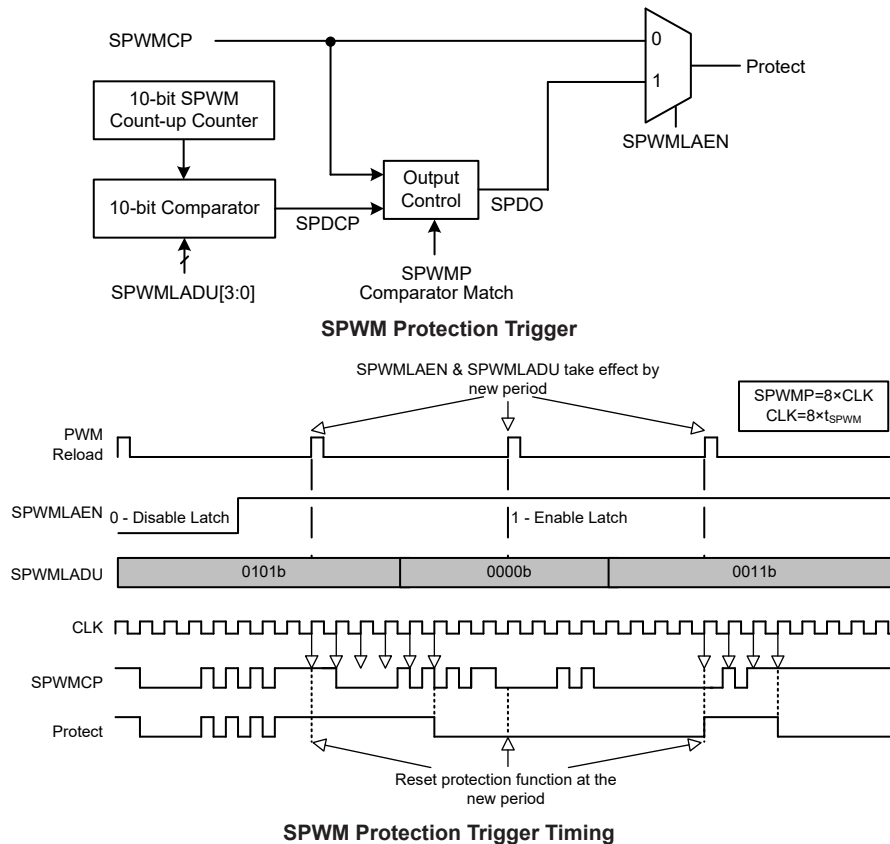 SPWMCP
0
1
Protect
10-bit SPWM
Count-up Counter
SPWMLAEN
10-bit Comparator
SPDCP
Output
Control
SPDO
SPWMLADU[3:0]
SPWMP
Comparator Match
SPWM Protection Trigger
SPWMLAEN & SPWMLADU take effect by
new period
SPWMP=8×CLK
CLK=8×tSPWM
PWM
Reload
SPWMLAEN
0 - Disable Latch
1 - Enable Latch
SPWMLADU
0101b
0000b
0011b
CLK
SPWMCP
Protect
Reset protection function at the
new period
SPWM Protection Trigger Timing